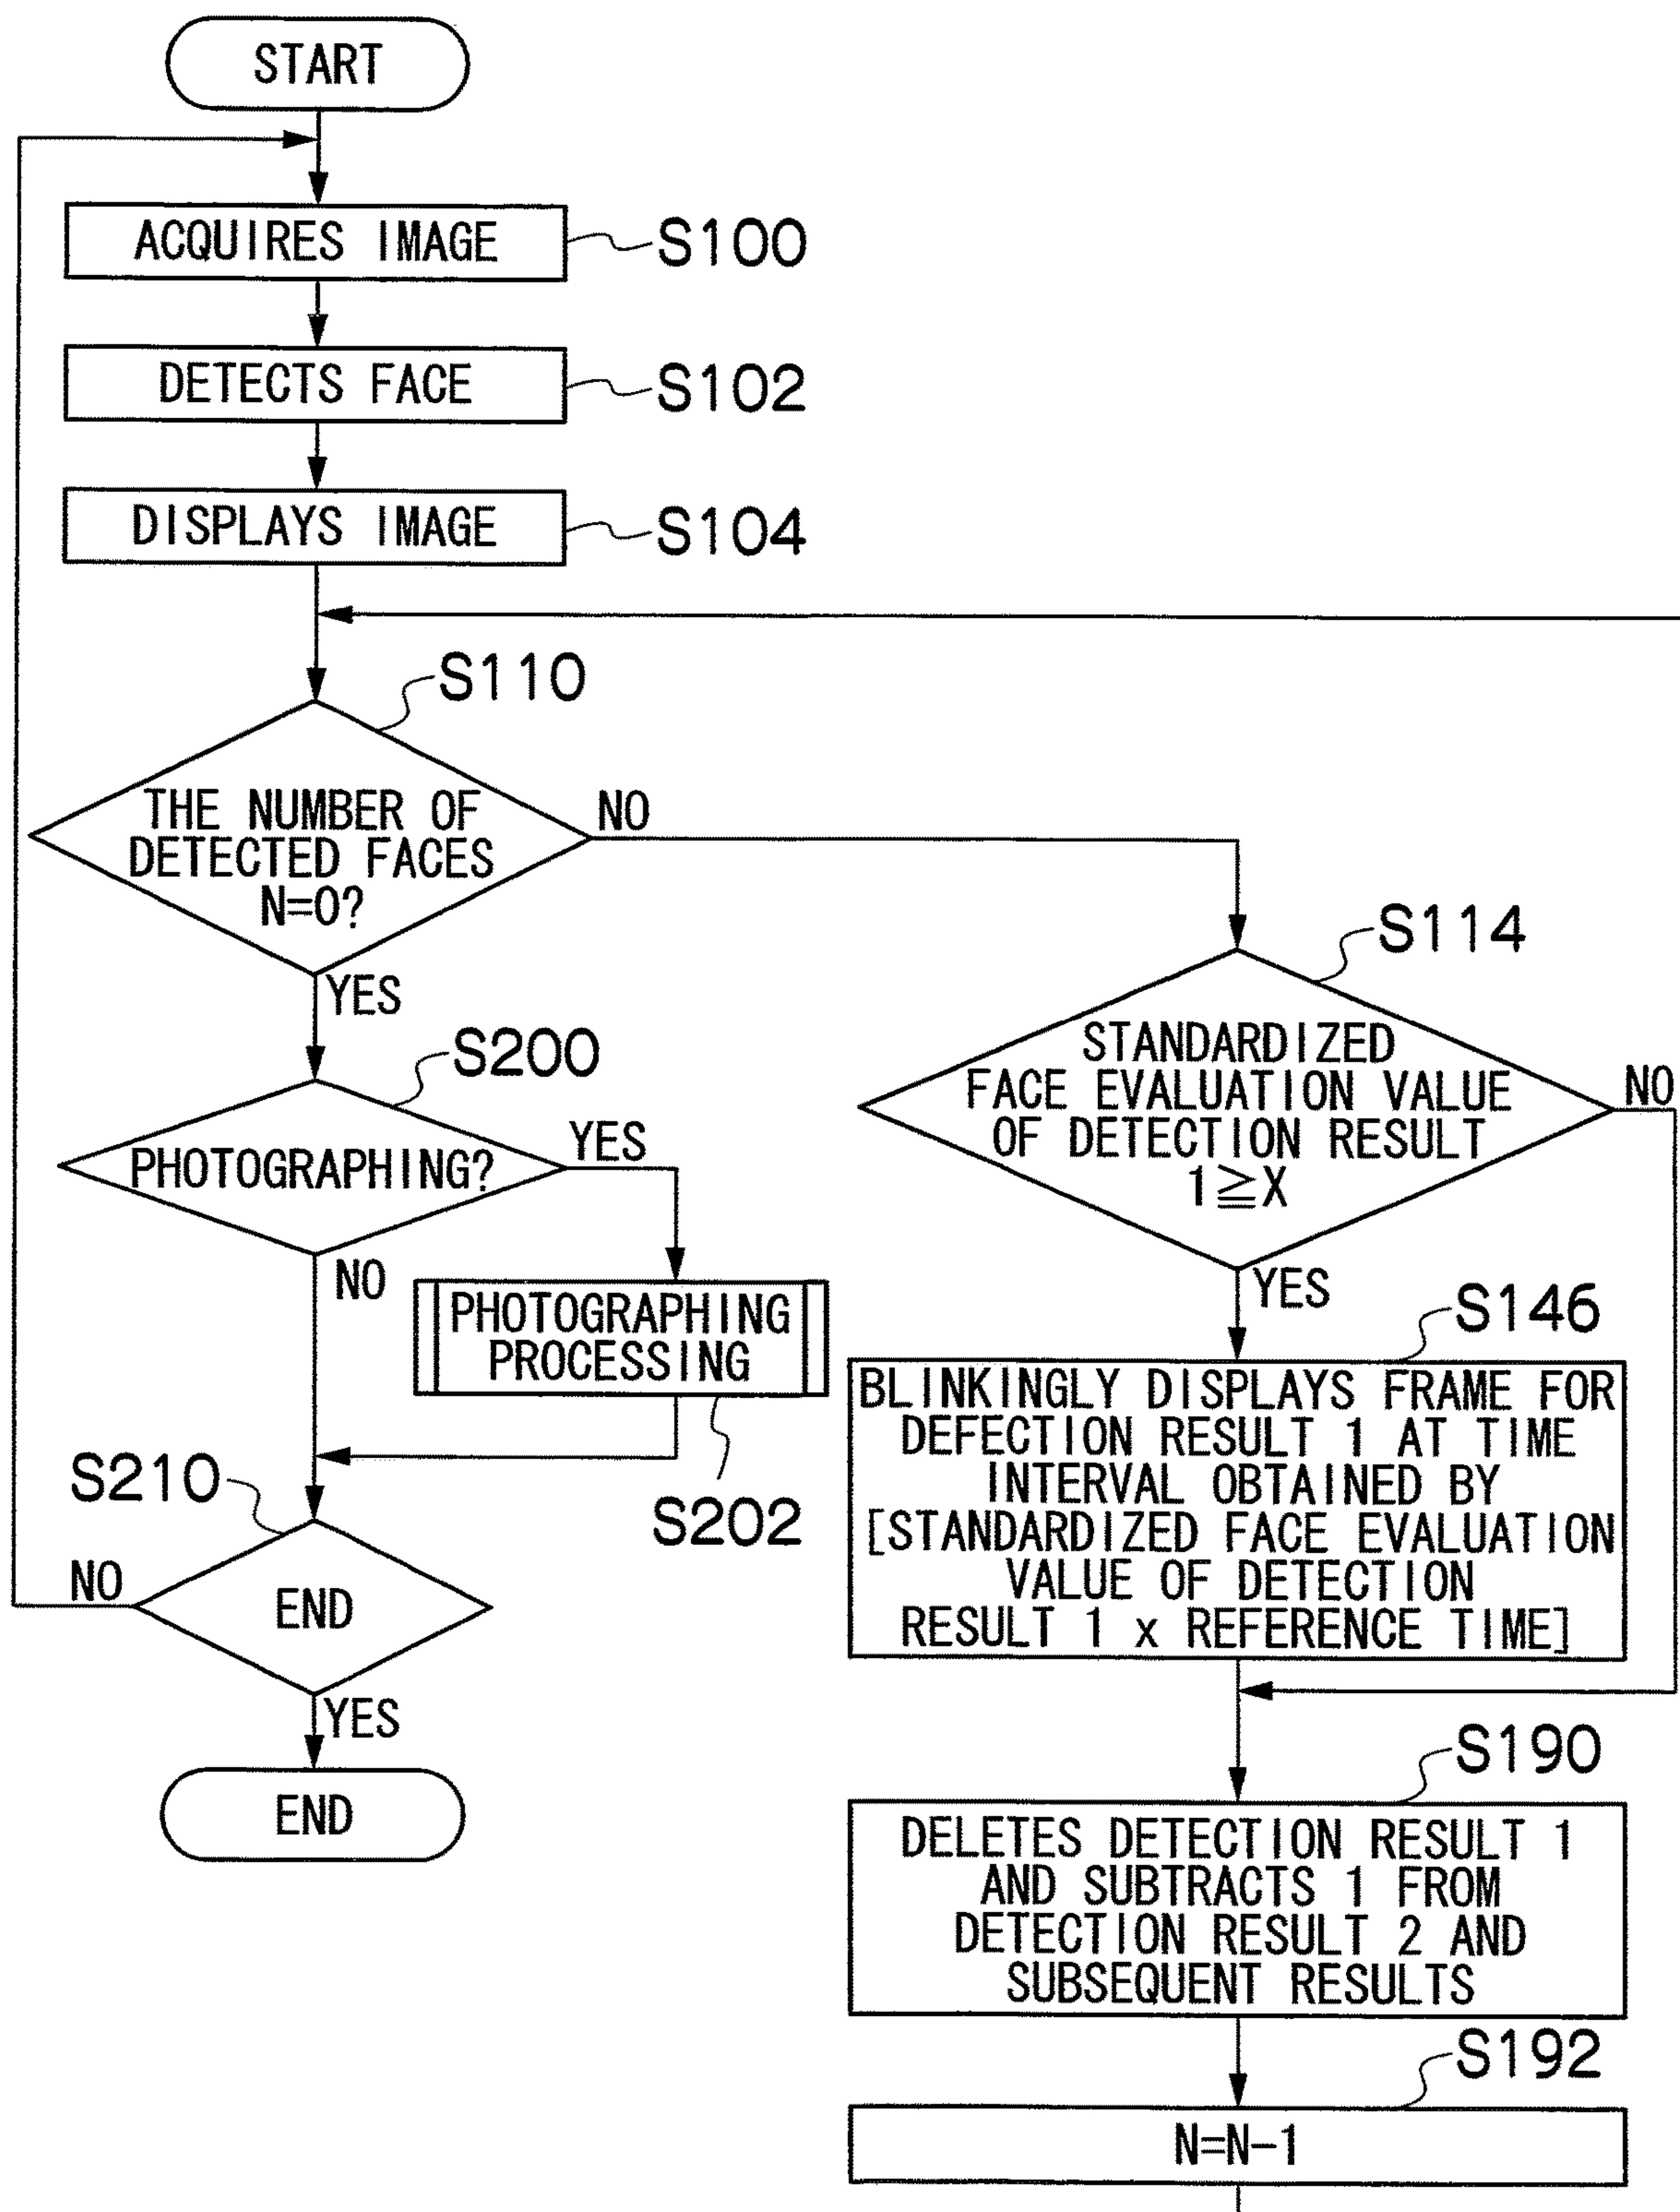 START
ACQUIRES IMAGE
S100
DETECTS FACE
S102
DISPLAYS IMAGE
S104
S110
THE NUMBER OF
DETECTED FACES
N=0?
NO
YES
S114
STANDARDIZED
FACE EVALUATION VALUE
OF DETECTION RESULT
1≧X
NO
YES
S200
PHOTOGRAPHING?
YES
NO
PHOTOGRAPHING
PROCESSING
S202
S146
BLINKINGLY DISPLAYS FRAME FOR
DEFECTION RESULT 1 AT TIME
INTERVAL OBTAINED BY
[STANDARDIZED FACE EVALUATION
VALUE OF DETECTION
RESULT 1 x REFERENCE TIME]
S210
NO
END
YES
END
S190
DELETES DETECTION RESULT 1
AND SUBTRACTS 1 FROM
DETECTION RESULT 2 AND
SUBSEQUENT RESULTS
S192
N=N-1